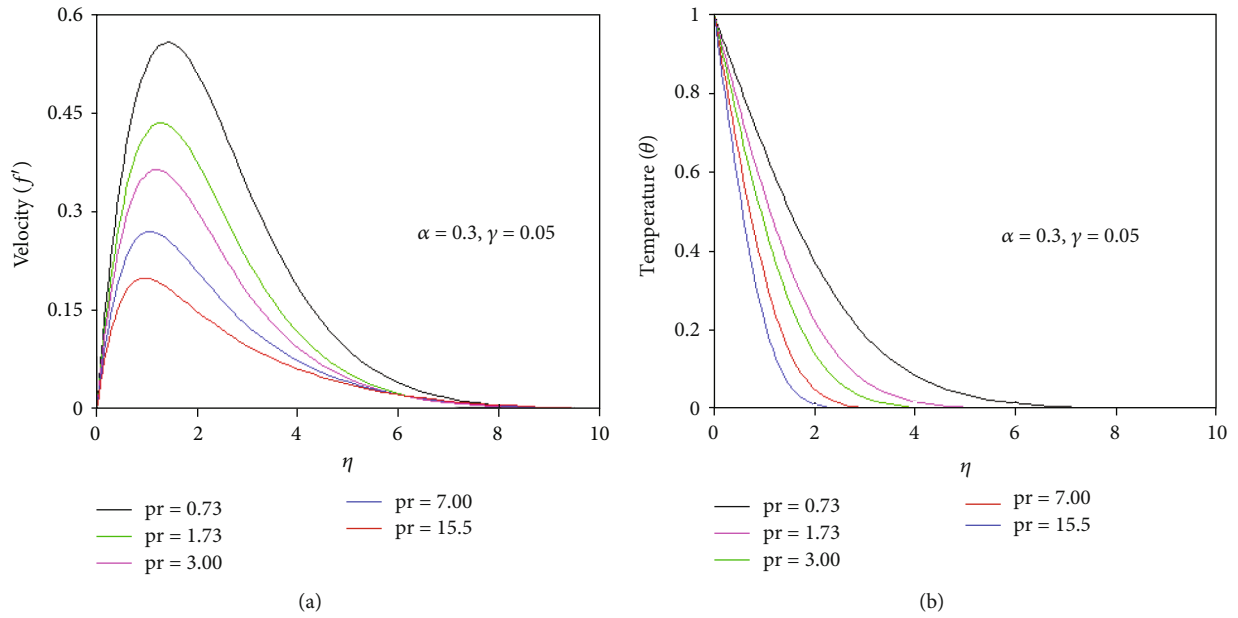 0.6
0.45
0.3
0.15
0
Velocity (f′)
α = 0.3, γ = 0.05
0 2 4 6 8 10
η
pr = 0.73
pr = 1.73
pr = 3.00
pr = 7.00
pr = 15.5
(a)
1
0.8
0.6
0.4
0.2
0
Temperature (θ)
α = 0.3, γ = 0.05
0 2 4 6 8 10
η
pr = 0.73
pr = 1.73
pr = 3.00
pr = 7.00
pr = 15.5
(b)